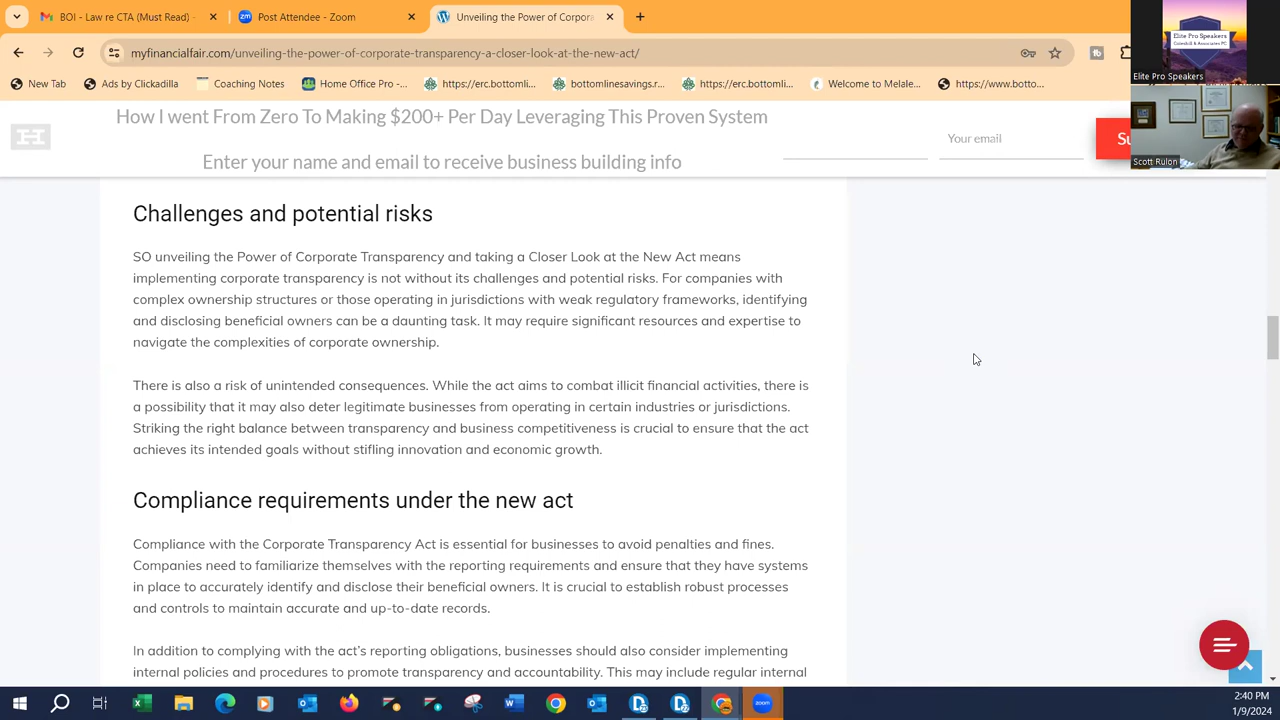 BOI - Law re CTA (Must Read) -
Post Attendee - Zoom
Unveiling the Power of Corpor
myfinancialfair.com/unveiling-the-power-of-corporate-transparency-a-closer-look-at-the-new-act/
New Tab
Ads by Clickadilla
Coaching Notes
Home Office Pro -...
bottomlinesavings.r...
https://erc.bottomli...
Welcome to Melale...
https://www.botto...
Elite Pro Speakers
Elite Pro Speakers
Scott Rulon
How I went From Zero To Making $200 Per Day Leveraging This Proven System
Enter your name and email to receive business building info
Your email
Challenges and potential risks
SO unveiling the Power of Corporate Transparency and taking a Closer Look at the New Act means
implementing corporate transparency is not without its challenges and potential risks. For companies with
complex ownership structures or those operating in jurisdictions with weak regulatory frameworks, identifying
and disclosing beneficial owners can be a daunting task. It may require significant resources and expertise to
navigate the complexities of corporate ownership.
There is also a risk of unintended consequences. While the act aims to combat illicit financial activities, there is
a possibility that it may also deter legitimate businesses from operating in certain industries or jurisdictions.
Striking the right balance between transparency and business competitiveness is crucial to ensure that the act
achieves its intended goals without stifling innovation and economic growth.
Compliance requirements under the new act
Compliance with the Corporate Transparency Act is essential for businesses to avoid penalties and fines.
Companies need to familiarize themselves with the reporting requirements and ensure that they have systems
in place to accurately identify and disclose their beneficial owners. It is crucial to establish robust processes
and controls to maintain accurate and up-to-date records.
In addition to complying with the act's reporting obligations, businesses should also consider implementing
internal policies and procedures to promote transparency and accountability. This may include regular internal
2:40 PM
1/9/2024